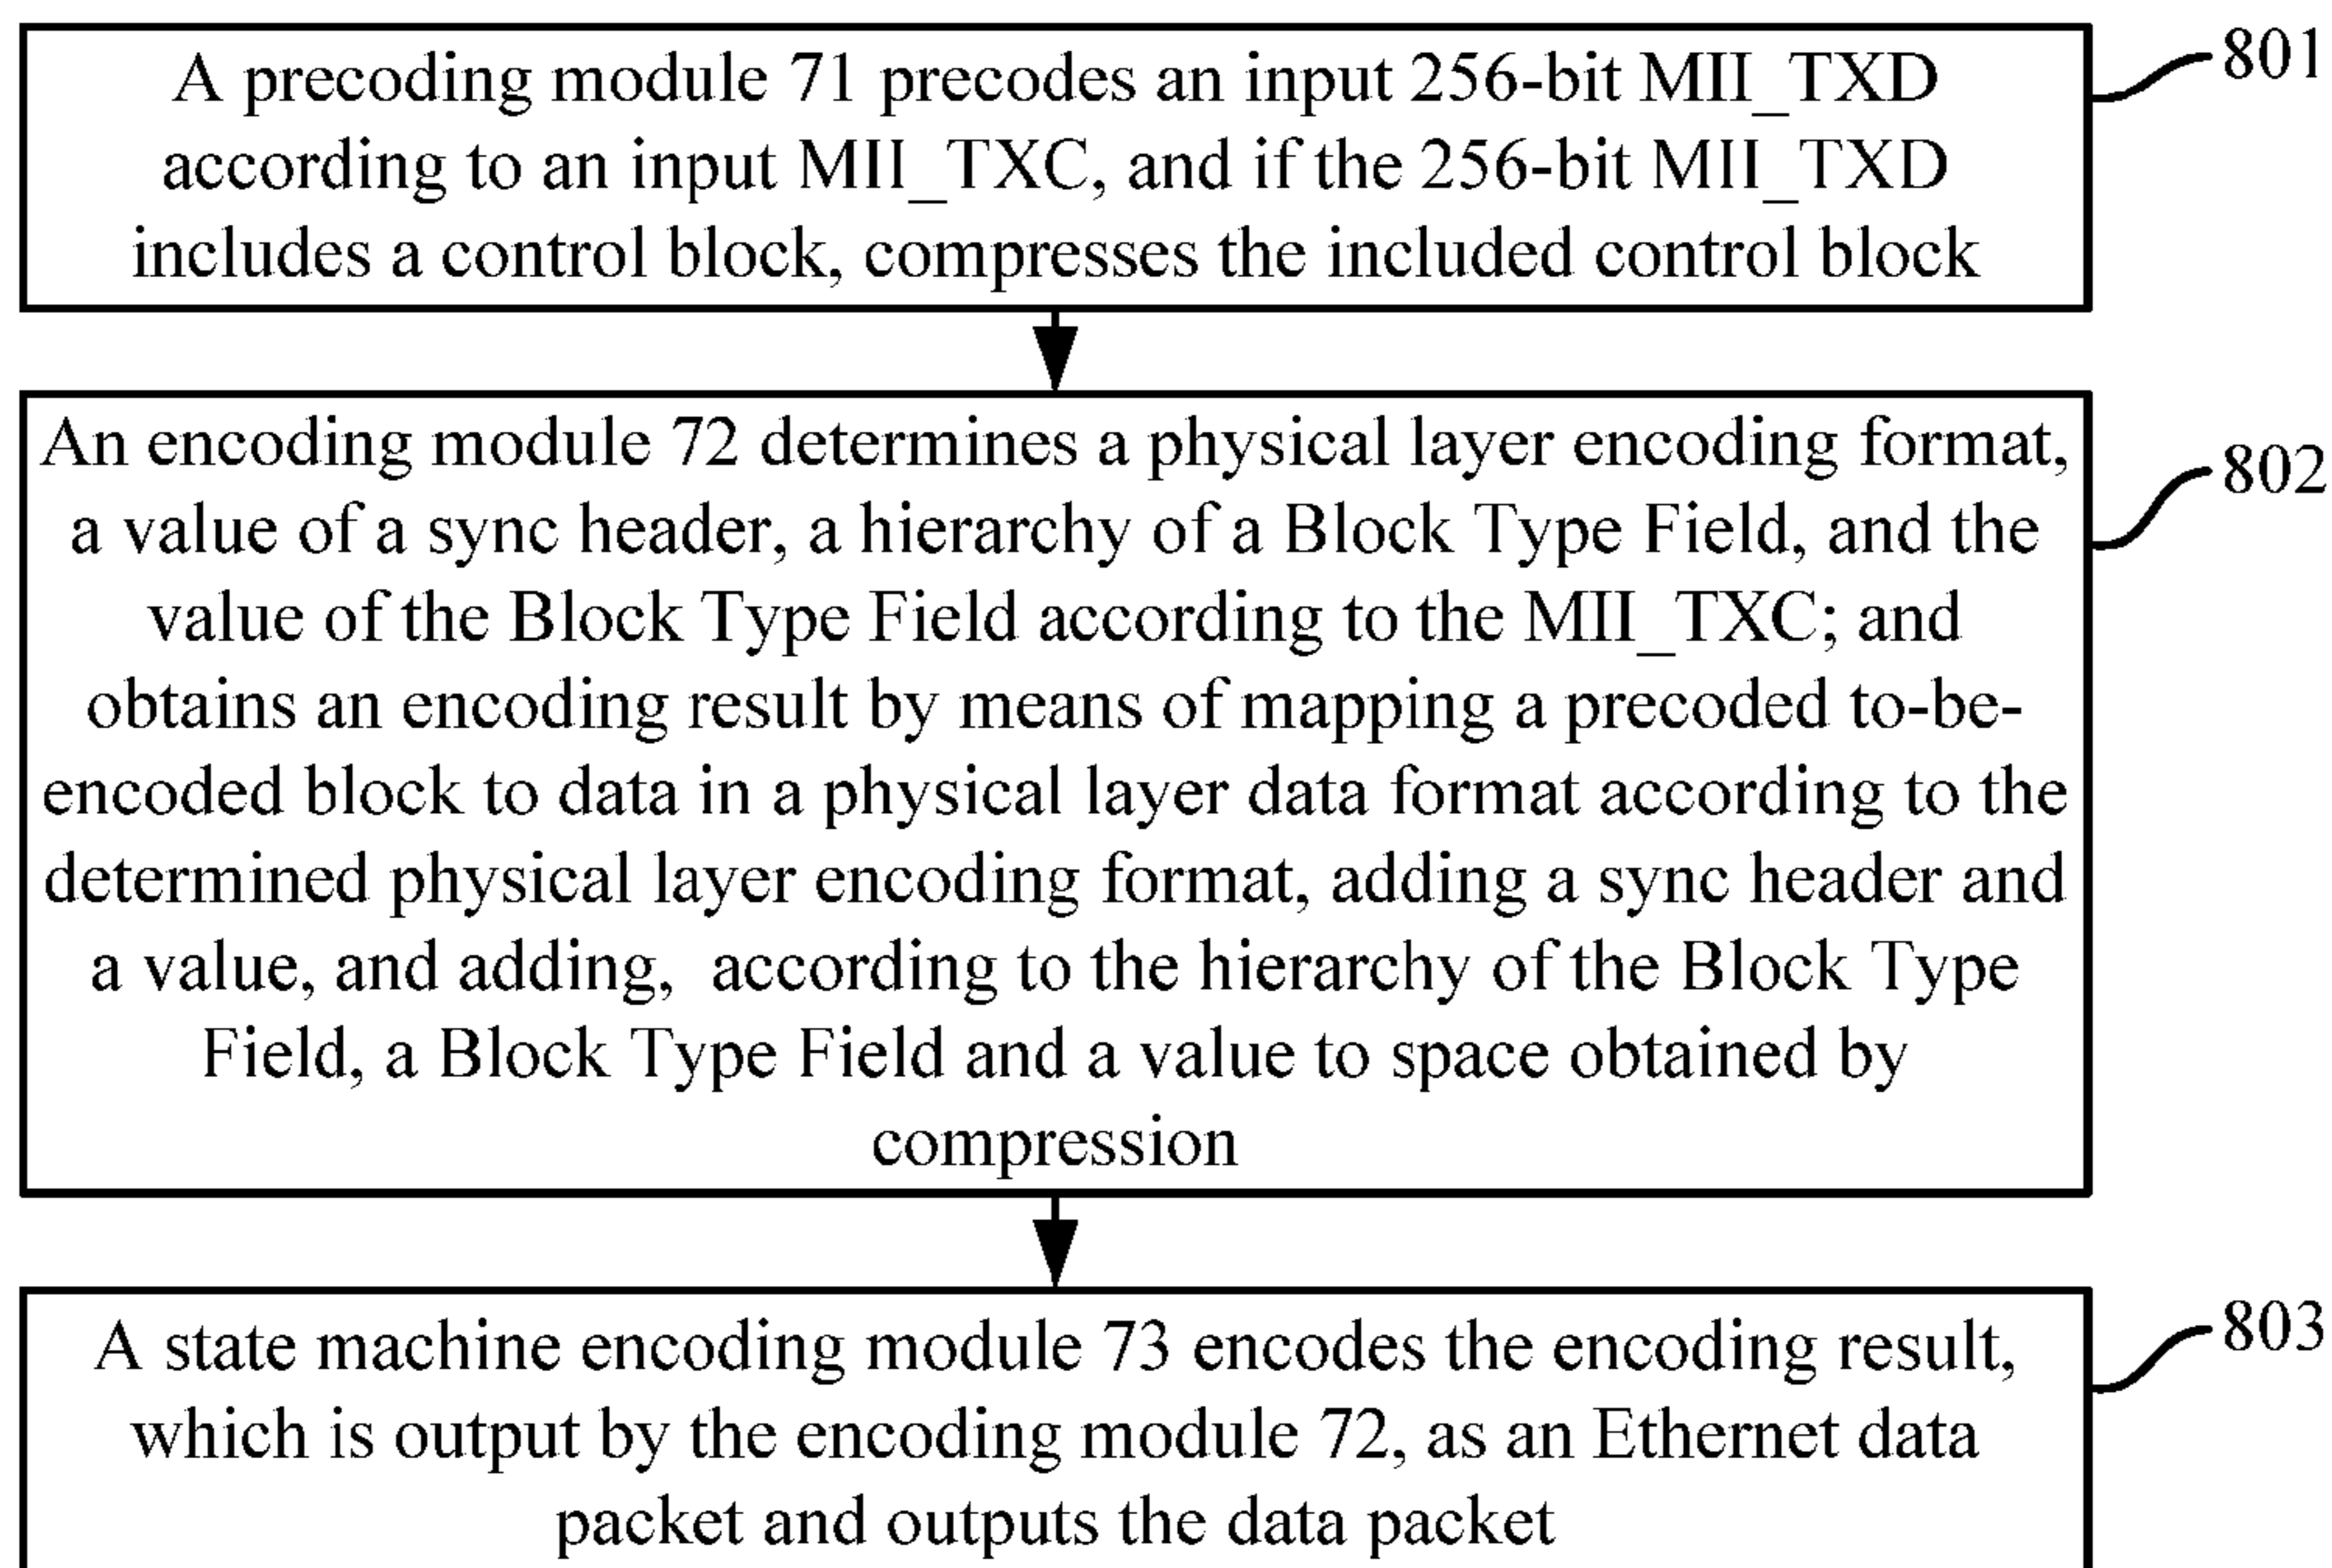 A precoding module 71 precodes an input 256-bit MII_TXD
according to an input MII_TXC, and if the 256-bit MII_TXD
includes a control block, compresses the included control block
801
An encoding module 72 determines a physical layer encoding format,
a value of a sync header, a hierarchy of a Block Type Field, and the
value of the Block Type Field according to the MII_TXC; and
obtains an encoding result by means of mapping a precoded to-be-
encoded block to data in a physical layer data format according to the
determined physical layer encoding format, adding a sync header and
a value, and adding, according to the hierarchy of the Block Type
Field, a Block Type Field and a value to space obtained by
compression
802
A state machine encoding module 73 encodes the encoding result,
which is output by the encoding module 72, as an Ethernet data
packet and outputs the data packet
803